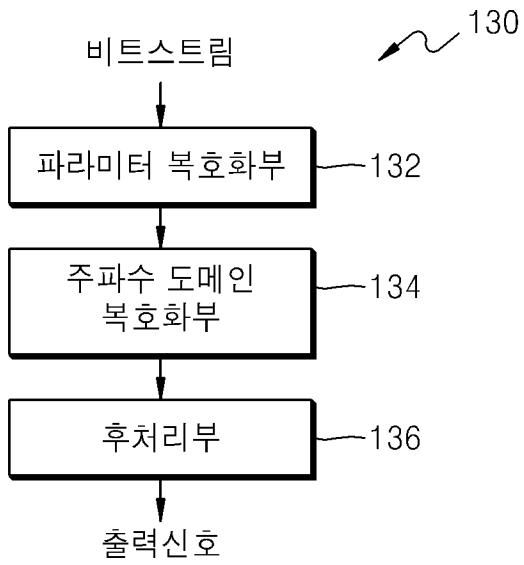 130
비트스트림
파라미터 복호화부
132
주파수 도메인
복호화부
134
후처리부
136
출력신호